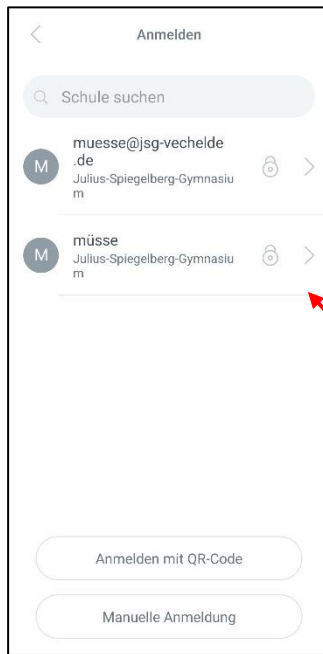 Anmelden
Schule suchen
M
muesse@jsg-vechelde
.de
Julius-Spiegelberg-Gymnasiu
m
M
müsse
Julius-Spiegelberg-Gymnasiu
m
Anmelden mit QR-Code
Manuelle Anmeldung